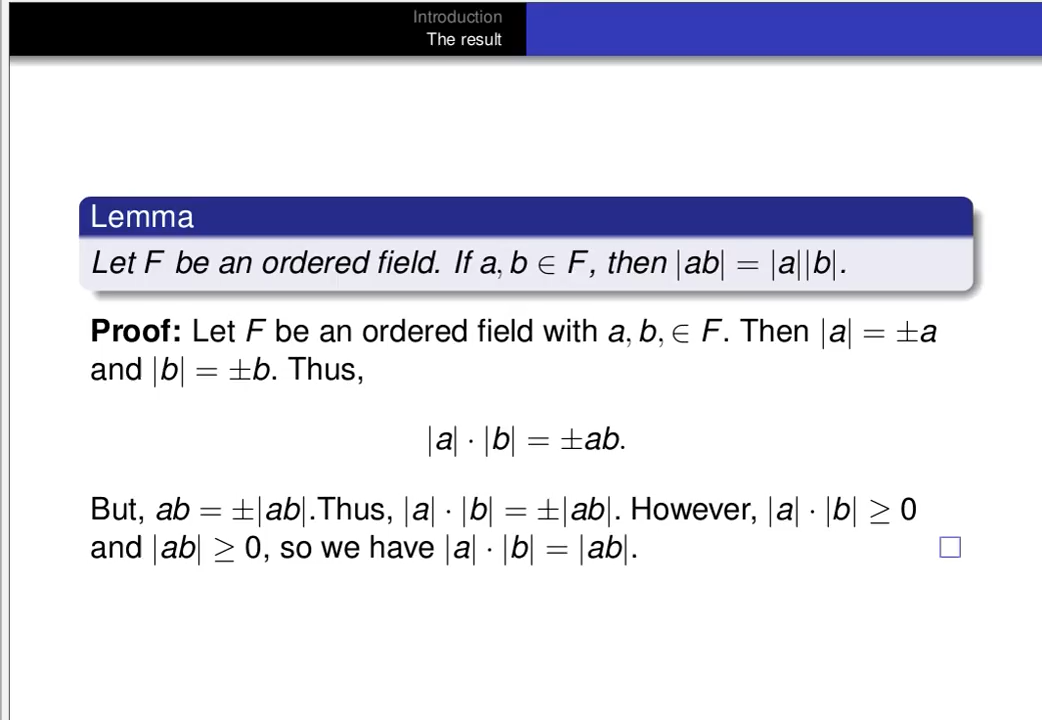 Introduction
The result
Lemma
Let F be an ordered field. If a, b ∈ F, then |ab| = |a||b|.
Proof: Let F be an ordered field with a, b, ∈ F. Then |a| = ±a
and |b| = ±b. Thus,
|a| · |b| = ±ab.
But, ab = ±|ab|.Thus, |a| · |b| = ±|ab|. However, |a| · |b| ≥ 0
and |ab| ≥ 0, so we have |a| · |b| = |ab|.